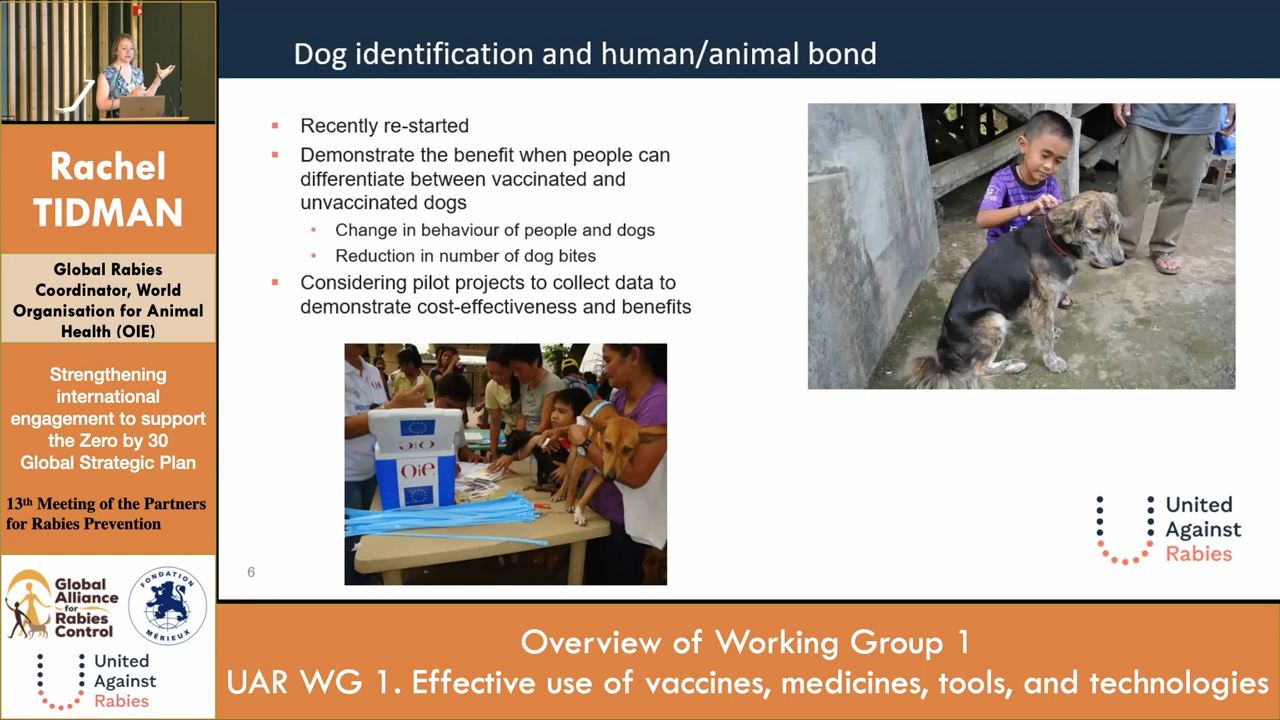 Rachel
TIDMAN
Global Rabies
Coordinator, World
Organisation for Animal
Health (OIE)
Strengthening
international
engagement to support
the Zero by 30
Global Strategic Plan
13th Meeting of the Partners
for Rabies Prevention
Global
Alliance
for
Rabies
Control
FONDATION
MÉRIEUX
United
Against
Rabies
Dog identification and human/animal bond
▪ Recently re-started
▪ Demonstrate the benefit when people can
differentiate between vaccinated and
unvaccinated dogs
• Change in behaviour of people and dogs
• Reduction in number of dog bites
▪ Considering pilot projects to collect data to
demonstrate cost-effectiveness and benefits
Oie
Oie
6
United
Against
Rabies
Overview of Working Group 1
UAR WG 1. Effective use of vaccines, medicines, tools, and technologies